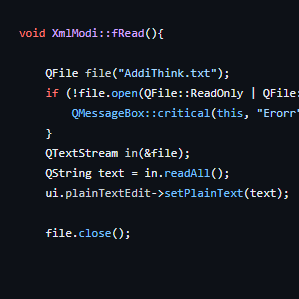 void XmlModi::fRead(){
QFile file("AddiThink.txt");
if (!file.open(QFile::ReadOnly | QFile:
QMessageBox::critical(this, "Erorr"
}
QTextStream in(&file);
QString text = in.readAll();
ui.plainTextEdit->setPlainText(text);
file.close();